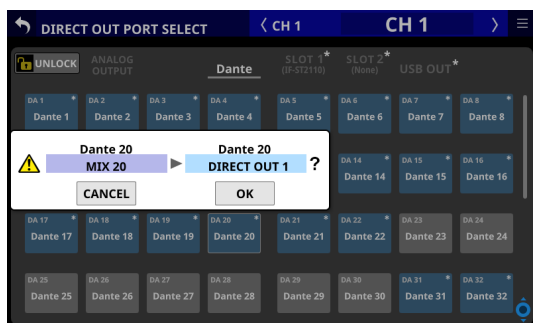 DIRECT OUT PORT SELECT CH 1 CH 1
UNLOCK ANALOG OUTPUT Dante SLOT 1* (IF-ST2110) SLOT 2* (None) USB OUT*
DA 1 * DA 2 * DA 3 * DA 4 * DA 5 * DA 6 * DA 7 * DA 8 *
Dante 1 Dante 2 Dante 3 Dante 4 Dante 5 Dante 6 Dante 7 Dante 8
Dante 20 Dante 20
MIX 20 DIRECT OUT 1 ?
CANCEL OK
DA 14 * DA 15 * DA 16 *
Dante 14 Dante 15 Dante 16
DA 17 * DA 18 * DA 19 * DA 20 * DA 21 * DA 22 * DA 23 DA 24
Dante 17 Dante 18 Dante 19 Dante 20 Dante 21 Dante 22 Dante 23 Dante 24
DA 25 DA 26 DA 27 DA 28 DA 29 DA 30 DA 31 * DA 32 *
Dante 25 Dante 26 Dante 27 Dante 28 Dante 29 Dante 30 Dante 31 Dante 32